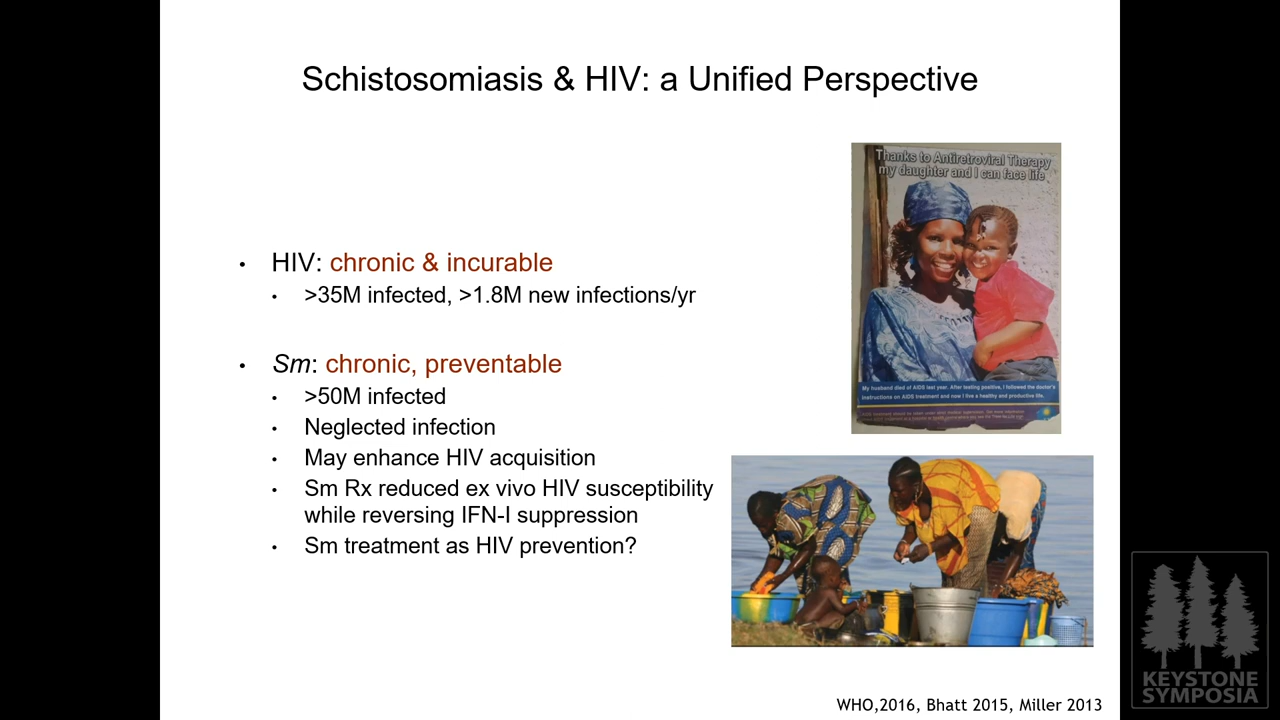 Schistosomiasis & HIV: a Unified Perspective
Thanks to Antiretroviral Therapy
my daughter and I can face life
• HIV: chronic & incurable
• >35M infected, >1.8M new infections/yr
• Sm: chronic, preventable
• >50M infected
• Neglected infection
• May enhance HIV acquisition
• Sm Rx reduced ex vivo HIV susceptibility
while reversing IFN-I suppression
• Sm treatment as HIV prevention?
My husband died of AIDS last year. After testing positive, I followed the doctor's
instructions on AIDS treatment and now I live a healthy and productive life.
KEYSTONE
SYMPOSIA
WHO,2016, Bhatt 2015, Miller 2013